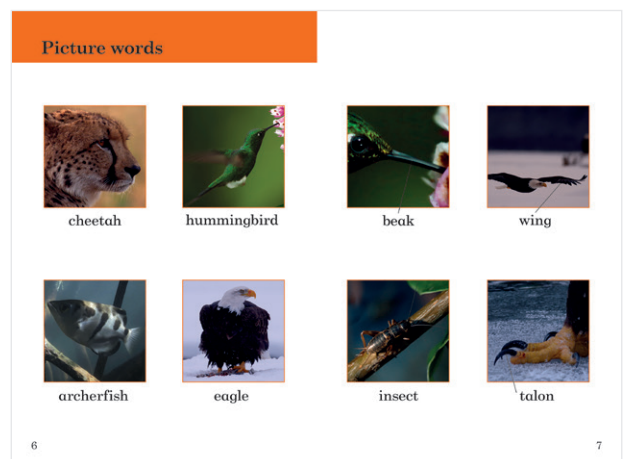 Picture words
cheetah
hummingbird
beak
wing
archerfish
eagle
insect
talon
6
7